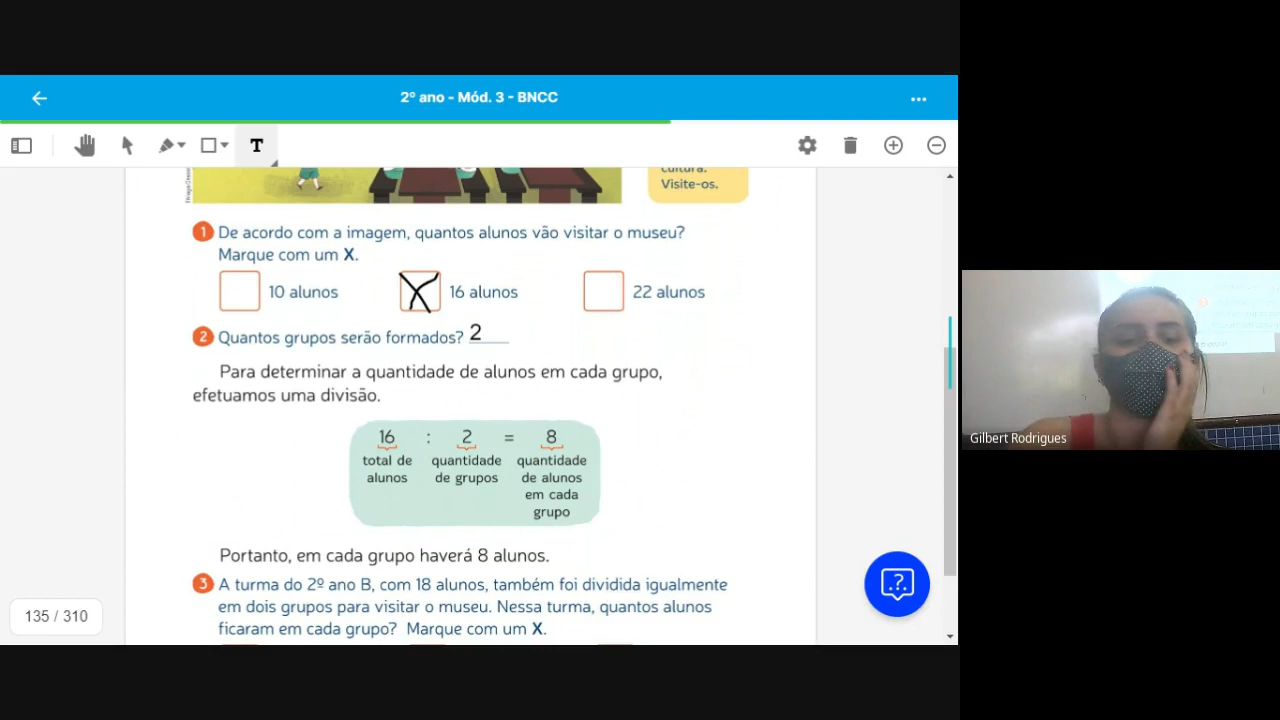 2º ano - Mód. 3 - BNCC
T
cultura.
Visite-os.
1 De acordo com a imagem, quantos alunos vão visitar o museu?
Marque com um X.
X
10 alunos 16 alunos 22 alunos
2 Quantos grupos serão formados? 2
Para determinar a quantidade de alunos em cada grupo,
efetuamos uma divisão.
16 : 2 = 8
total de quantidade quantidade
alunos de grupos de alunos
em cada
grupo
Portanto, em cada grupo haverá 8 alunos.
3 A turma do 2º ano B, com 18 alunos, também foi dividida igualmente
em dois grupos para visitar o museu. Nessa turma, quantos alunos
ficaram em cada grupo? Marque com um X.
135 / 310
Gilbert Rodrigues